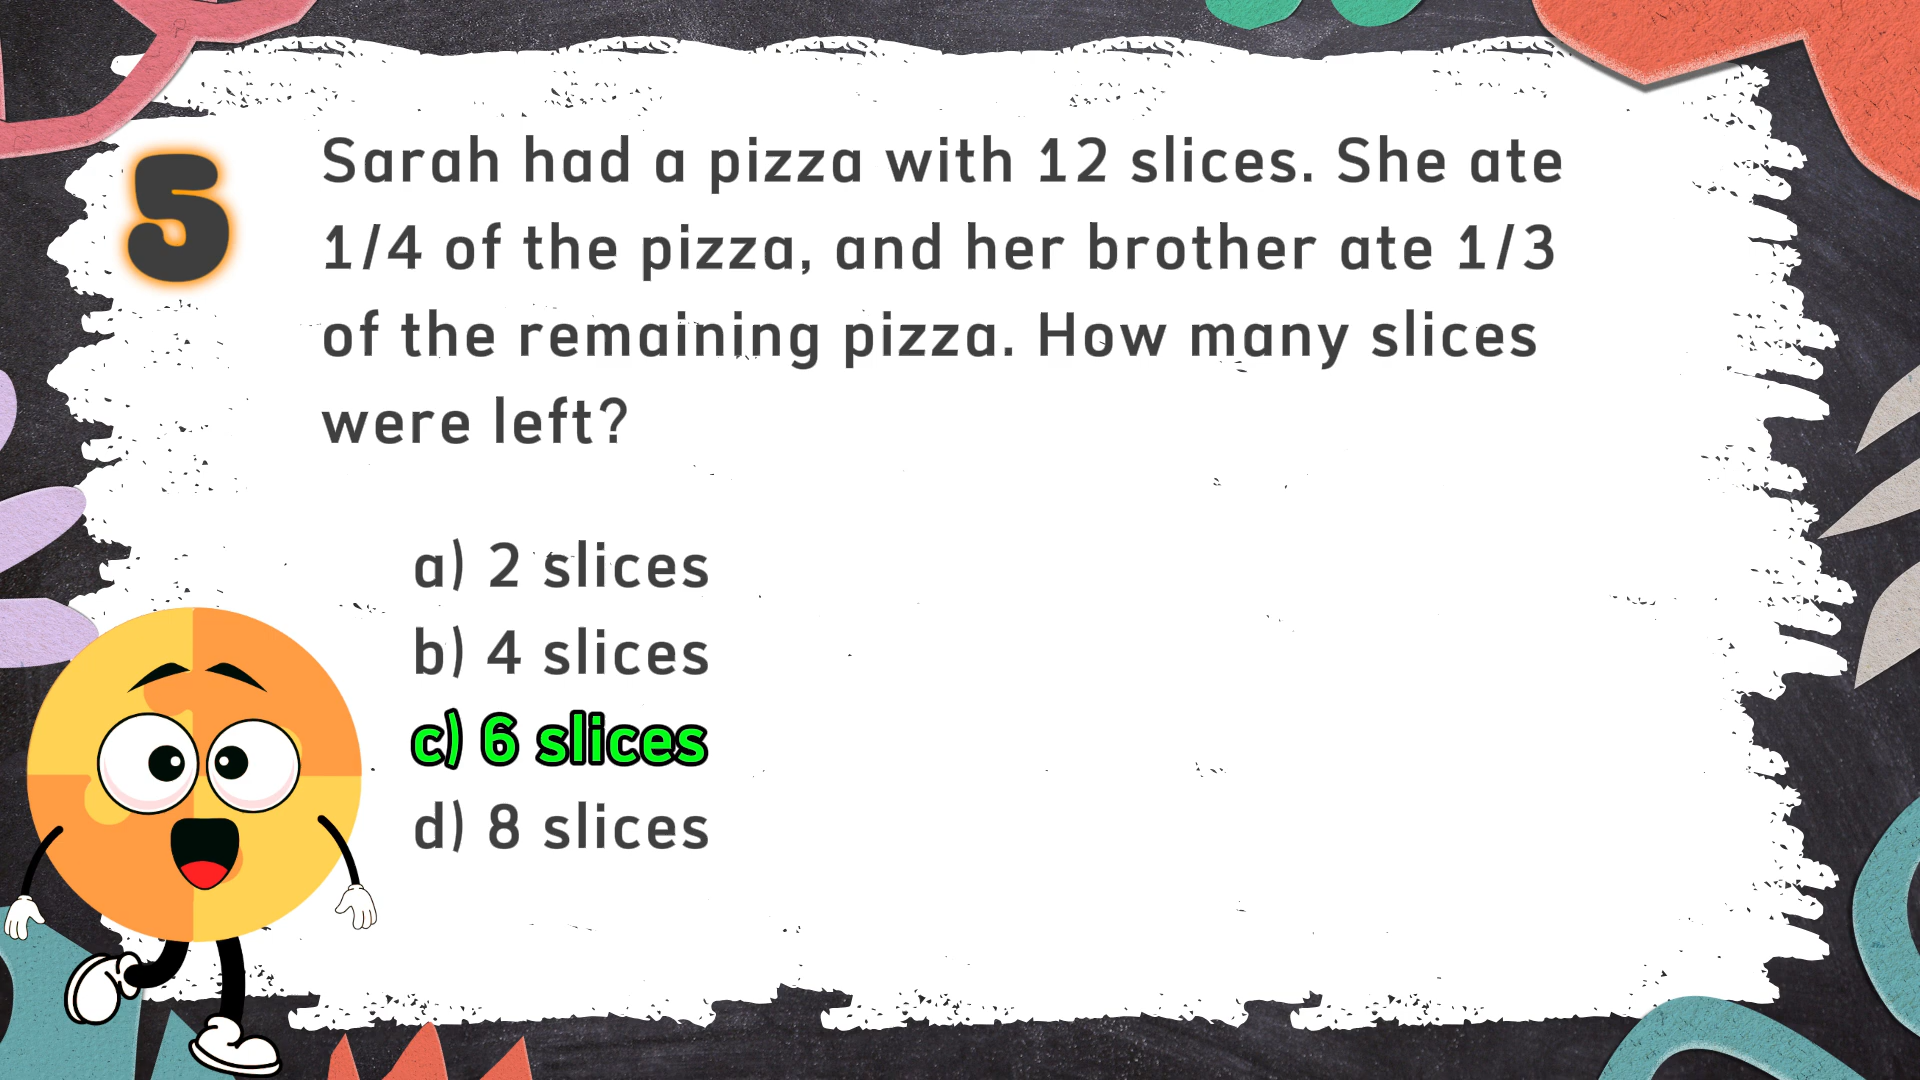 5
Sarah had a pizza with 12 slices. She ate
1/4 of the pizza, and her brother ate 1/3
of the remaining pizza. How many slices
were left?
a) 2 slices
b) 4 slices
c) 6 slices
d) 8 slices